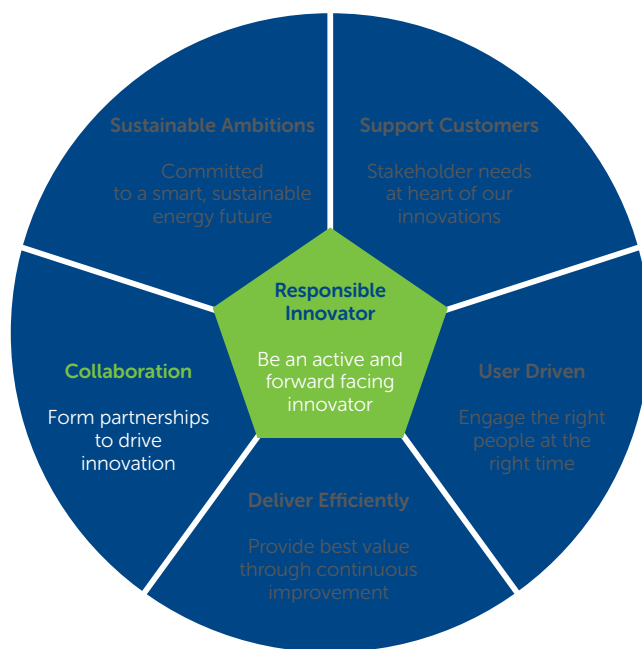 Sustainable Ambitions
Committed
to a smart, sustainable
energy future
Support Customers
Stakeholder needs
at heart of our
innovations
Responsible
Innovator
Be an active and
forward facing
innovator
Collaboration
Form partnerships
to drive
innovation
User Driven
Engage the right
people at the
right time
Deliver Efficiently
Provide best value
through continuous
improvement